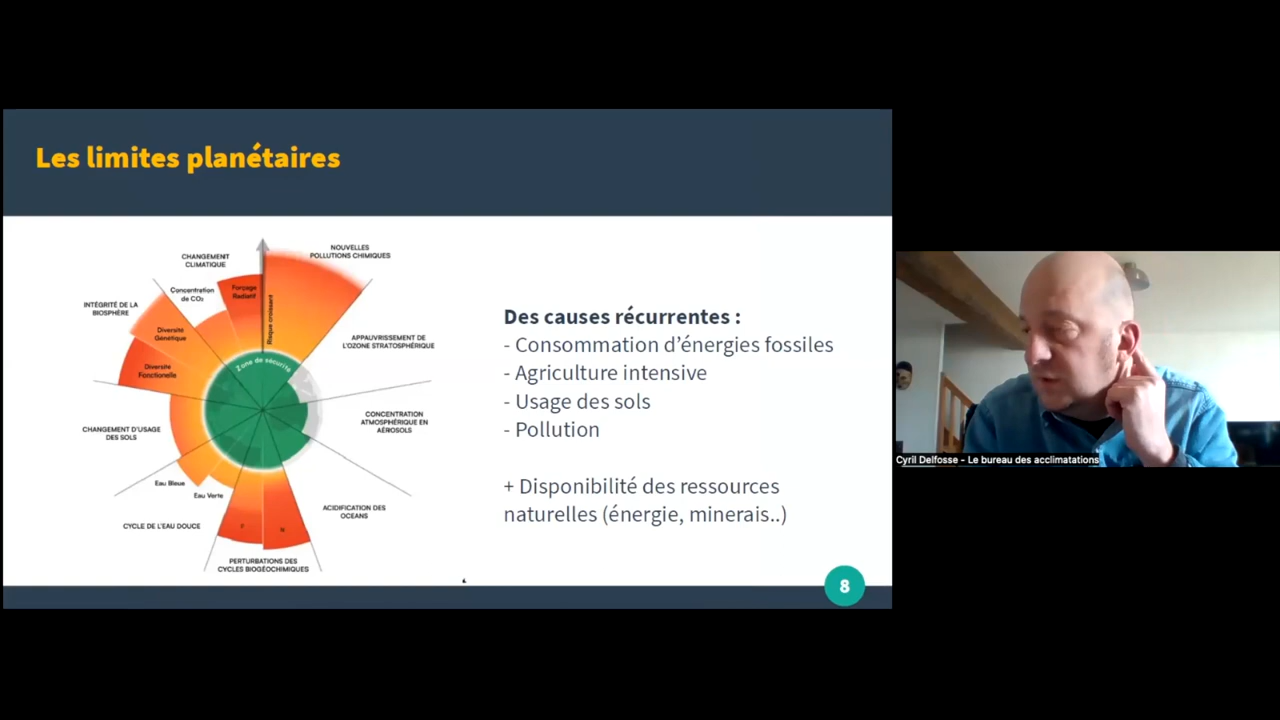 Les limites planétaires
NOUVELLES
POLLUTIONS CHIMIQUES
CHANGEMENT
CLIMATIQUE
Forçage
Radiatif
Concentration
de CO₂
Risque croissant
INTÉGRITÉ DE LA
BIOSPHÈRE
Diversité
Génétique
APPAUVRISSEMENT DE
L'OZONE STRATOSPHÉRIQUE
Zone de sécurité
Diversité
Fonctionelle
CONCENTRATION
ATMOSPHÉRIQUE EN
AÉROSOLS
CHANGEMENT D'USAGE
DES SOLS
Eau Bleue
Eau Verte
ACIDIFICATION DES
OCEANS
CYCLE DE L'EAU DOUCE
P
N
PERTURBATIONS DES
CYCLES BIOGÉOCHIMIQUES
Des causes récurrentes :
- Consommation d’énergies fossiles
- Agriculture intensive
- Usage des sols
- Pollution
+ Disponibilité des ressources
naturelles (énergie, minerais..)
8
Cyril Delfosse - Le bureau des acclimatations